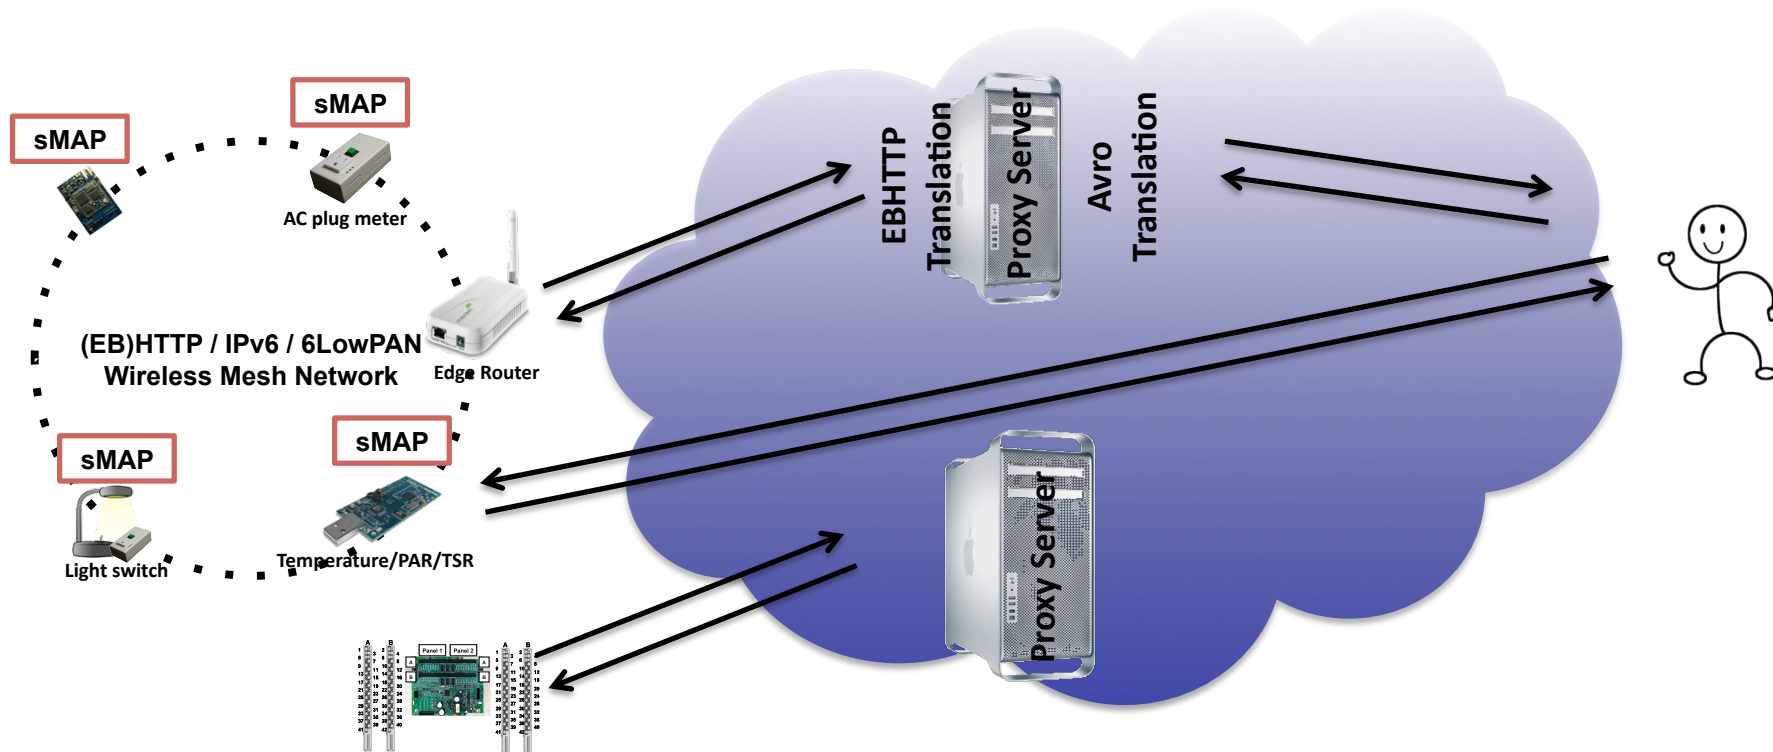 sMAP
sMAP
AC plug meter
(EB)HTTP / IPv6 / 6LowPAN
Wireless Mesh Network
Edge Router
sMAP
sMAP
Light switch
Temperature/PAR/TSR
EBHTTP
Translation
Proxy Server
Avro
Translation
Proxy Server
A
B
Panel 1
Panel 2
A
B
A
A
B
B